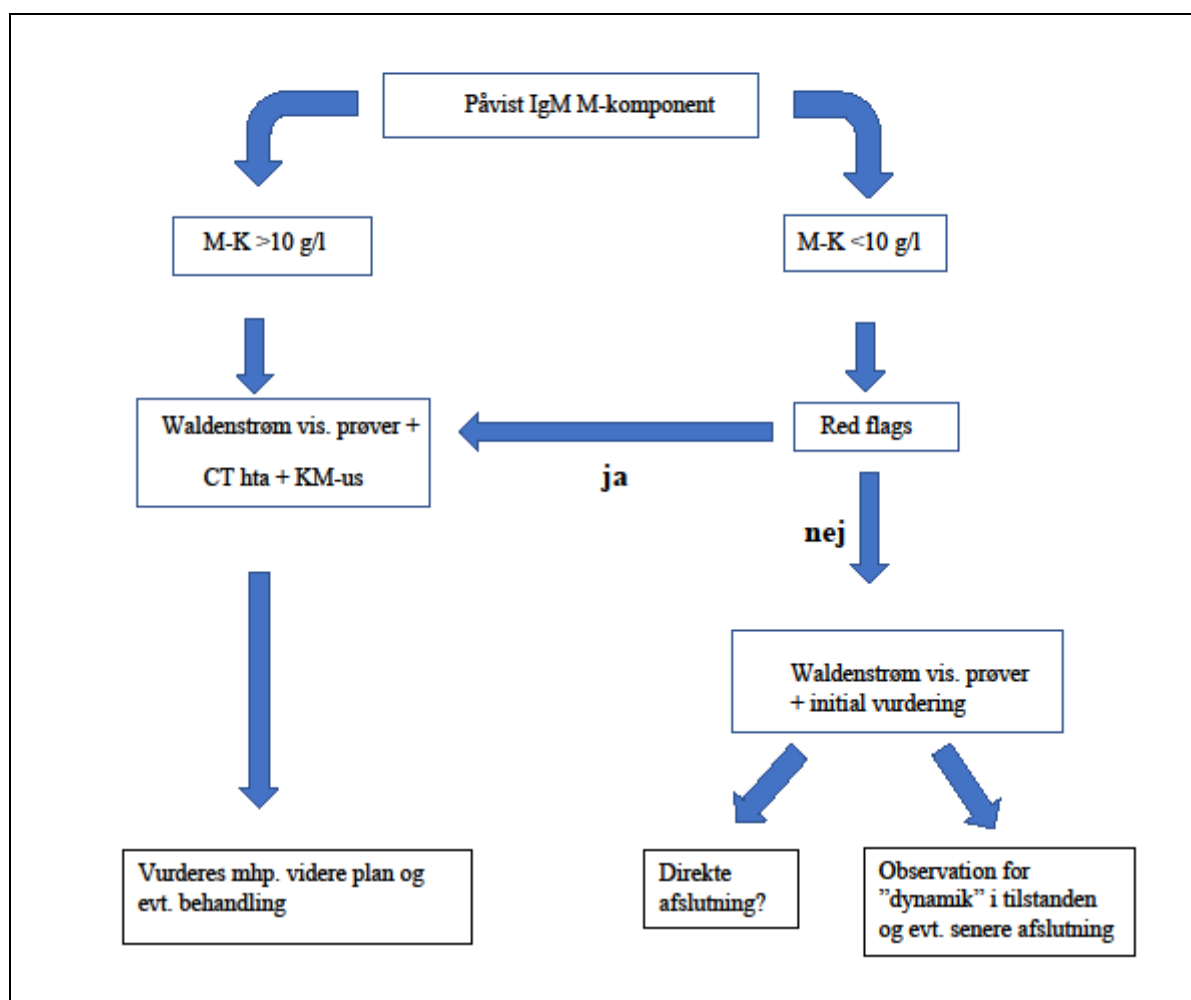 Påvist IgM M-komponent
M-K >10 g/l
M-K <10 g/l
Waldenstrøm vis. prøver +
CT hta + KM-us
Red flags
ja
nej
Waldenstrøm vis. prøver
+ initial vurdering
Vurderes mhp. videre plan og
evt. behandling
Direkte
afslutning?
Observation for
”dynamik” i tilstanden
og evt. senere afslutning